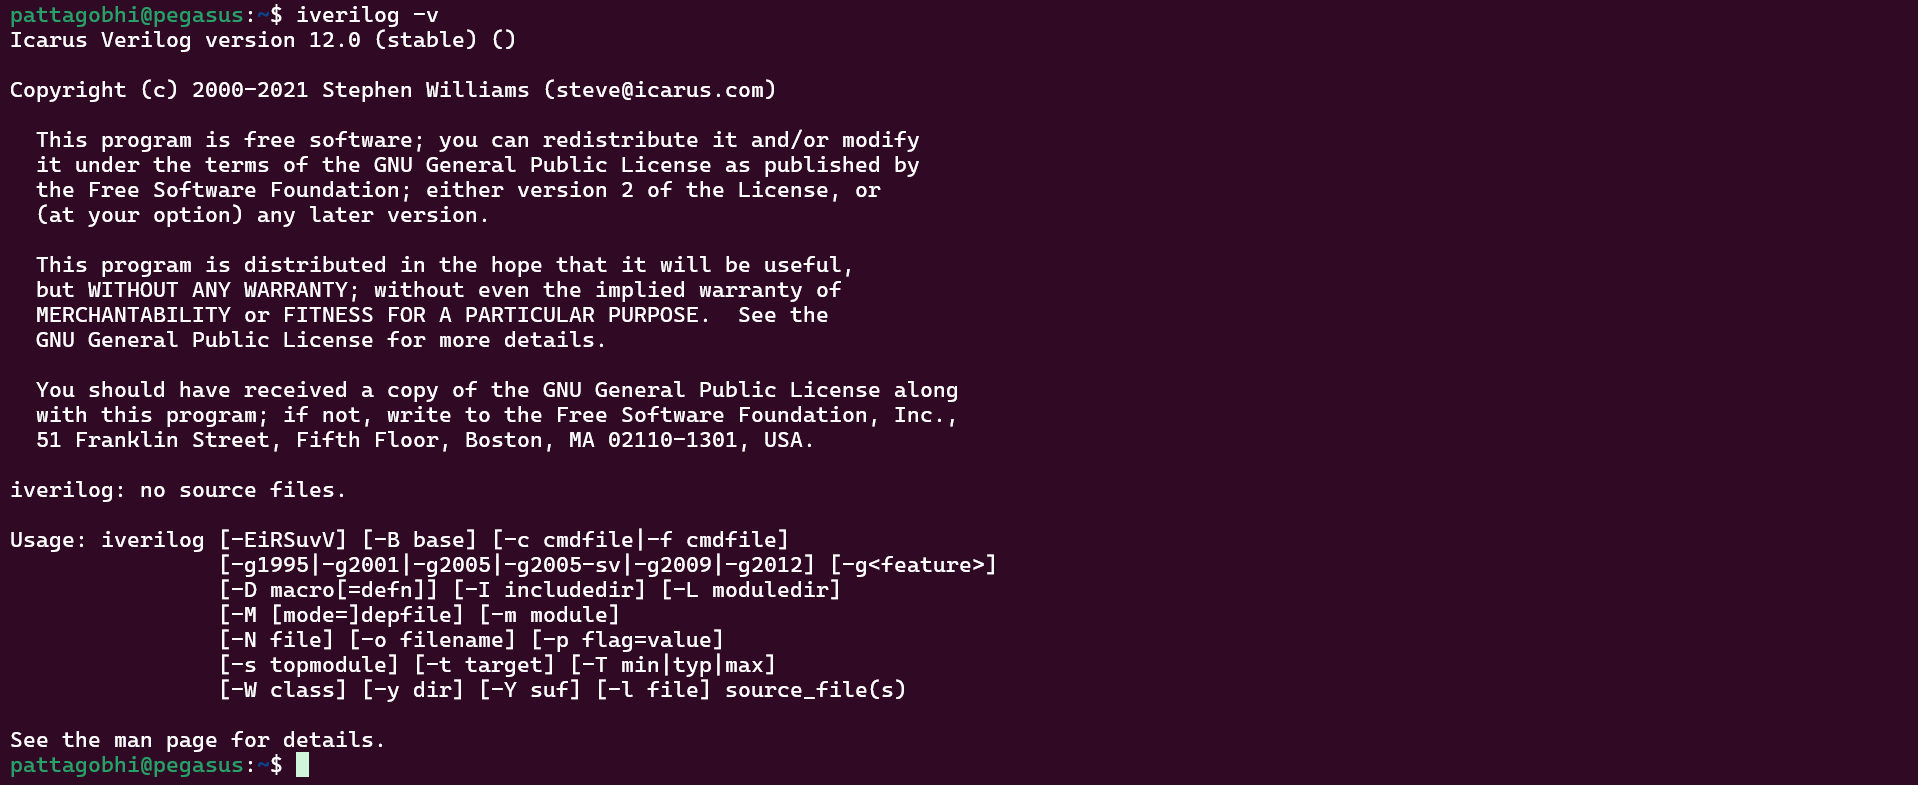 pattagobhi@pegasus:~$ iverilog -v
Icarus Verilog version 12.0 (stable) ()
Copyright (c) 2000-2021 Stephen Williams (steve@icarus.com)
This program is free software; you can redistribute it and/or modify
it under the terms of the GNU General Public License as published by
the Free Software Foundation; either version 2 of the License, or
(at your option) any later version.
This program is distributed in the hope that it will be useful,
but WITHOUT ANY WARRANTY; without even the implied warranty of
MERCHANTABILITY or FITNESS FOR A PARTICULAR PURPOSE.  See the
GNU General Public License for more details.
You should have received a copy of the GNU General Public License along
with this program; if not, write to the Free Software Foundation, Inc.,
51 Franklin Street, Fifth Floor, Boston, MA 02110-1301, USA.
iverilog: no source files.
Usage: iverilog [-EiRSuvV] [-B base] [-c cmdfile|-f cmdfile]
[-g1995|-g2001|-g2005|-g2005-sv|-g2009|-g2012] [-g<feature>]
[-D macro[=defn]] [-I includedir] [-L moduledir]
[-M [mode=]depfile] [-m module]
[-N file] [-o filename] [-p flag=value]
[-s topmodule] [-t target] [-T min|typ|max]
[-W class] [-y dir] [-Y suf] [-l file] source_file(s)
See the man page for details.
pattagobhi@pegasus:~$